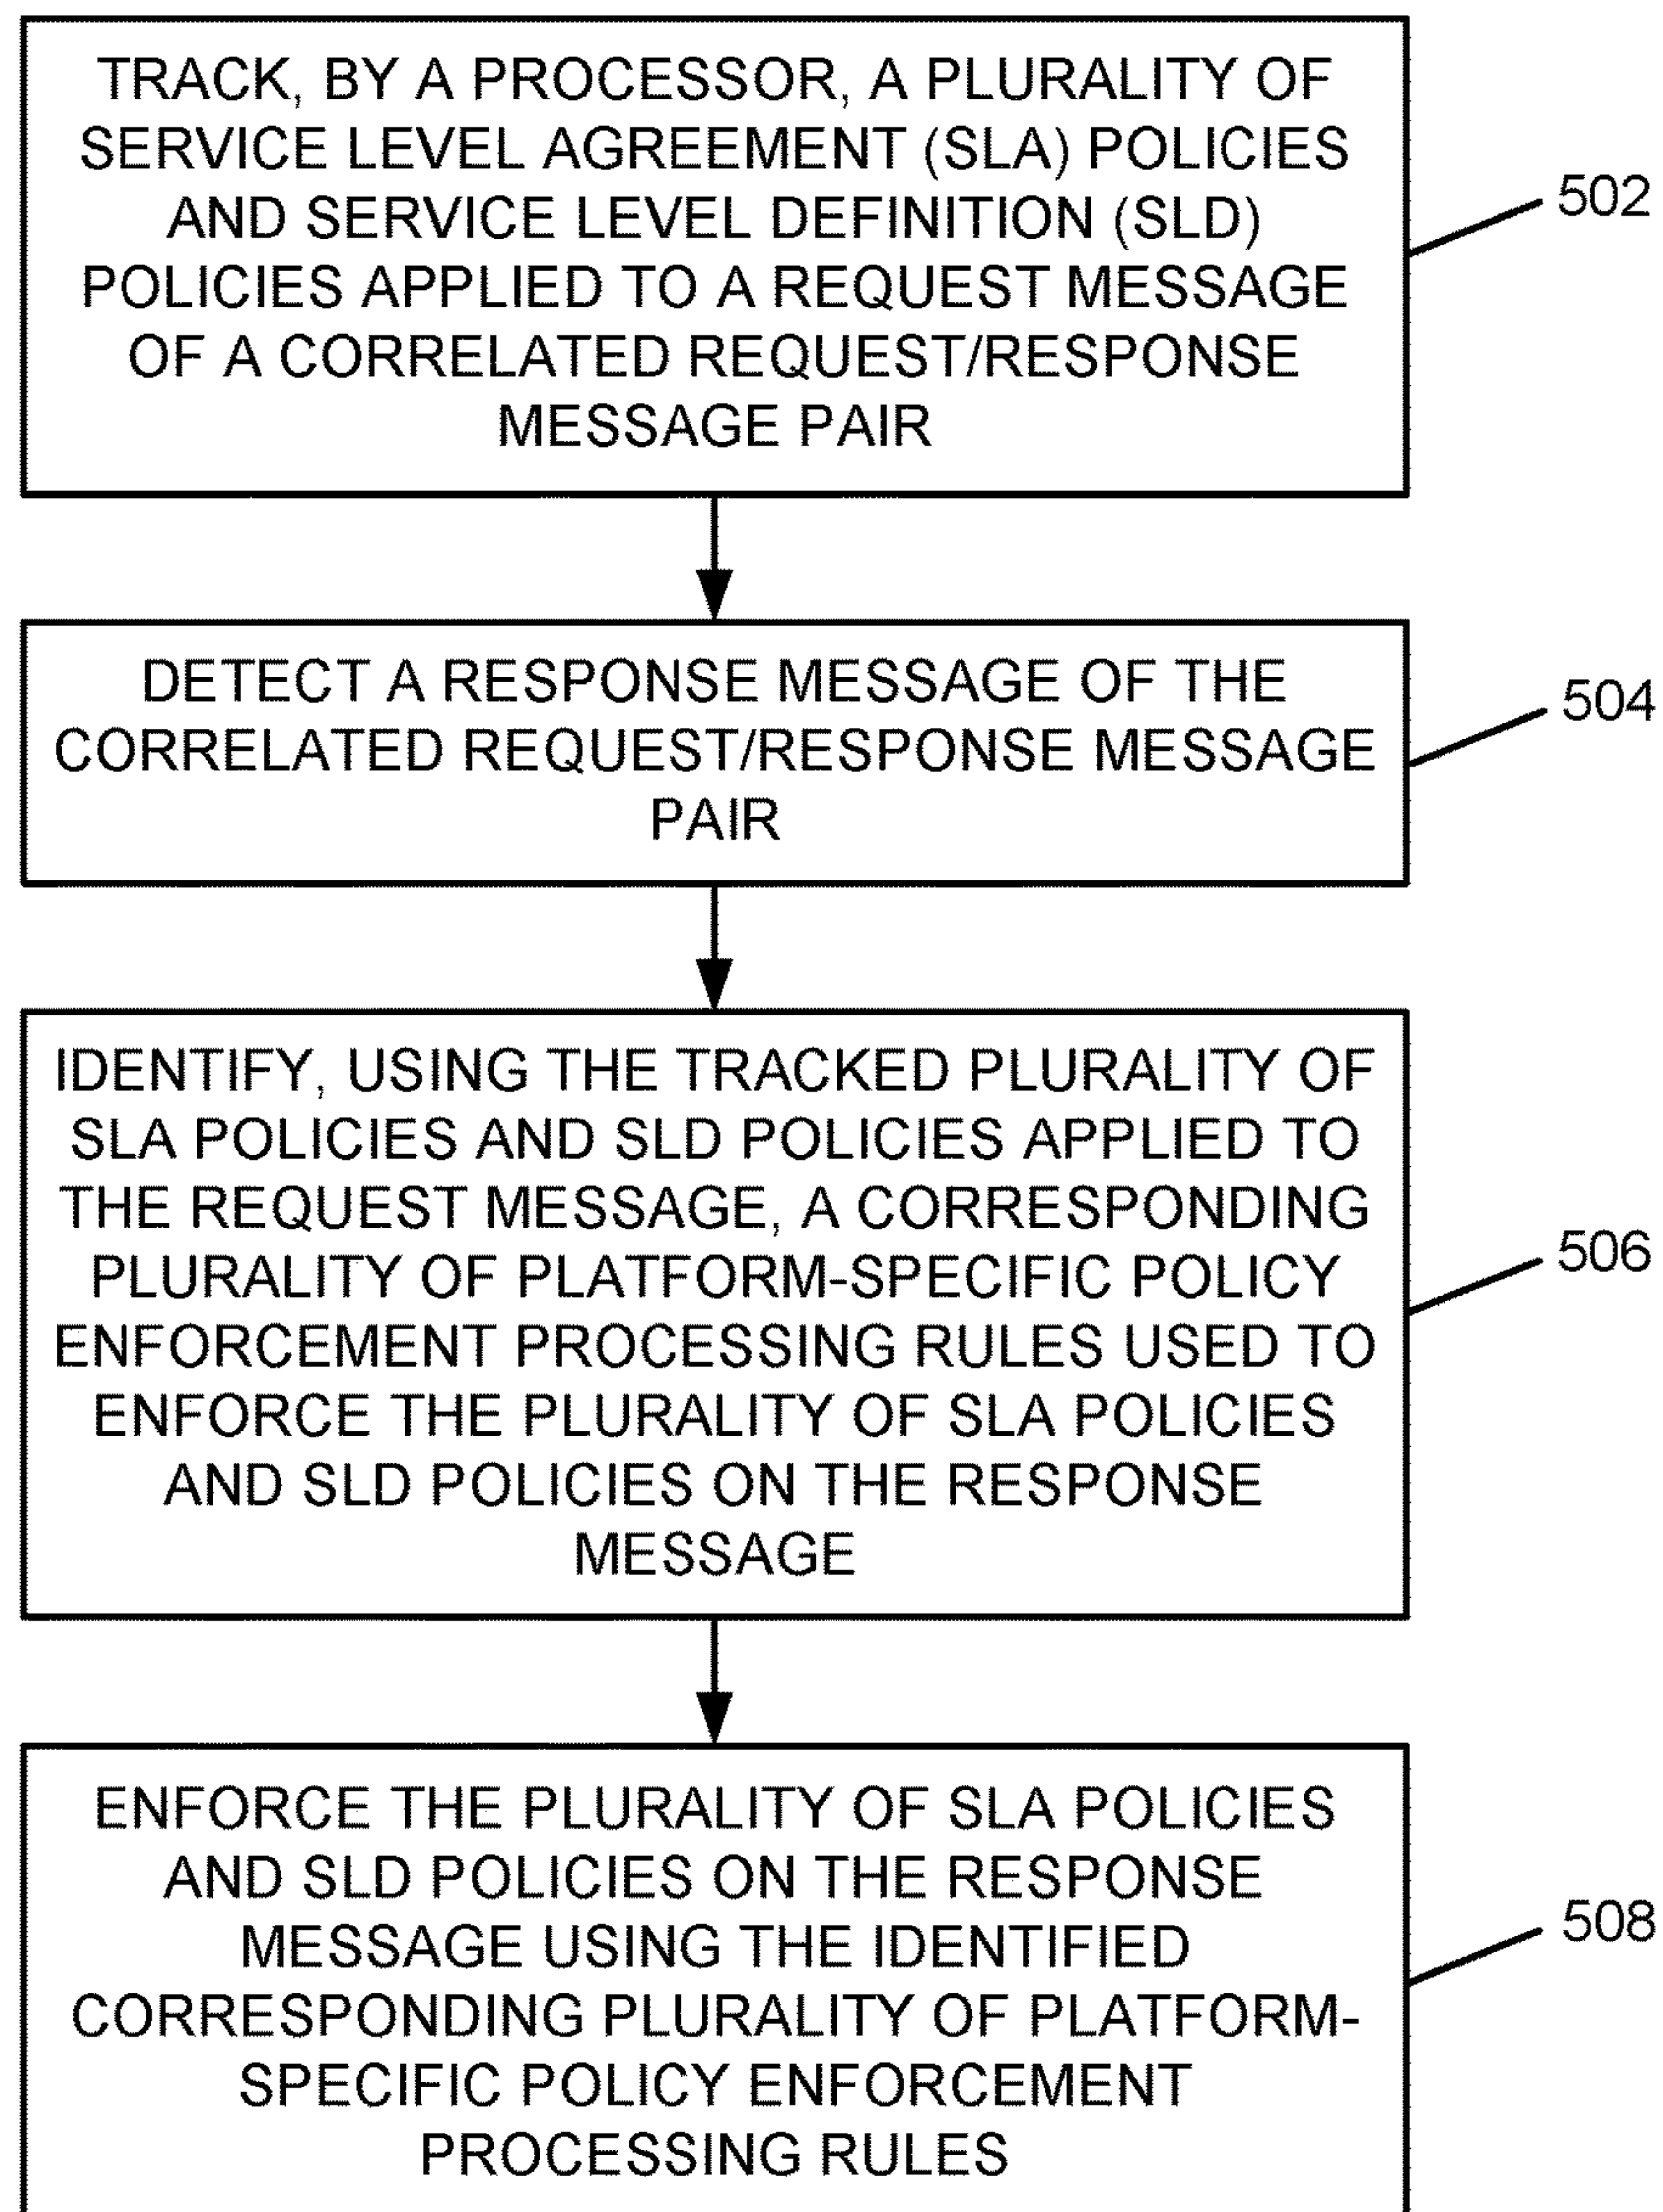 TRACK, BY A PROCESSOR, A PLURALITY OF
SERVICE LEVEL AGREEMENT (SLA) POLICIES
AND SERVICE LEVEL DEFINITION (SLD)
POLICIES APPLIED TO A REQUEST MESSAGE
OF A CORRELATED REQUEST/RESPONSE
MESSAGE PAIR
502
DETECT A RESPONSE MESSAGE OF THE
CORRELATED REQUEST/RESPONSE MESSAGE
PAIR
504
IDENTIFY, USING THE TRACKED PLURALITY OF
SLA POLICIES AND SLD POLICIES APPLIED TO
THE REQUEST MESSAGE, A CORRESPONDING
PLURALITY OF PLATFORM-SPECIFIC POLICY
ENFORCEMENT PROCESSING RULES USED TO
ENFORCE THE PLURALITY OF SLA POLICIES
AND SLD POLICIES ON THE RESPONSE
MESSAGE
506
ENFORCE THE PLURALITY OF SLA POLICIES
AND SLD POLICIES ON THE RESPONSE
MESSAGE USING THE IDENTIFIED
CORRESPONDING PLURALITY OF PLATFORM-
SPECIFIC POLICY ENFORCEMENT
PROCESSING RULES
508